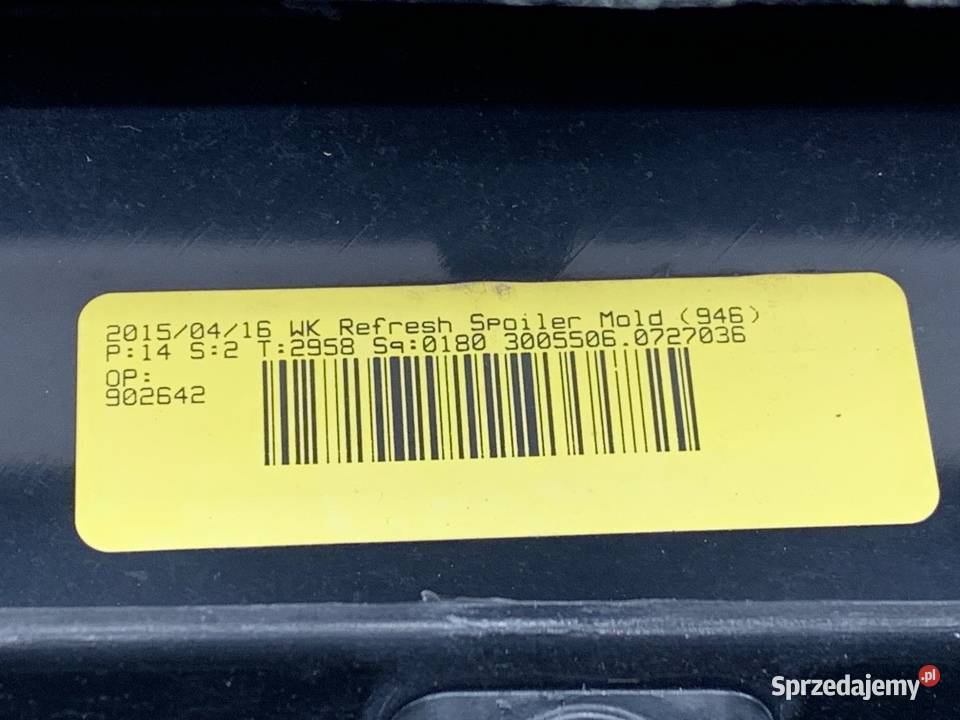 2015/04/16 WK Refresh Spoiler Mold (946)
P:14 S:2 T:2958 Sq:0180 3005506.0727036
OP:
902642
Sprzedajemy.pl